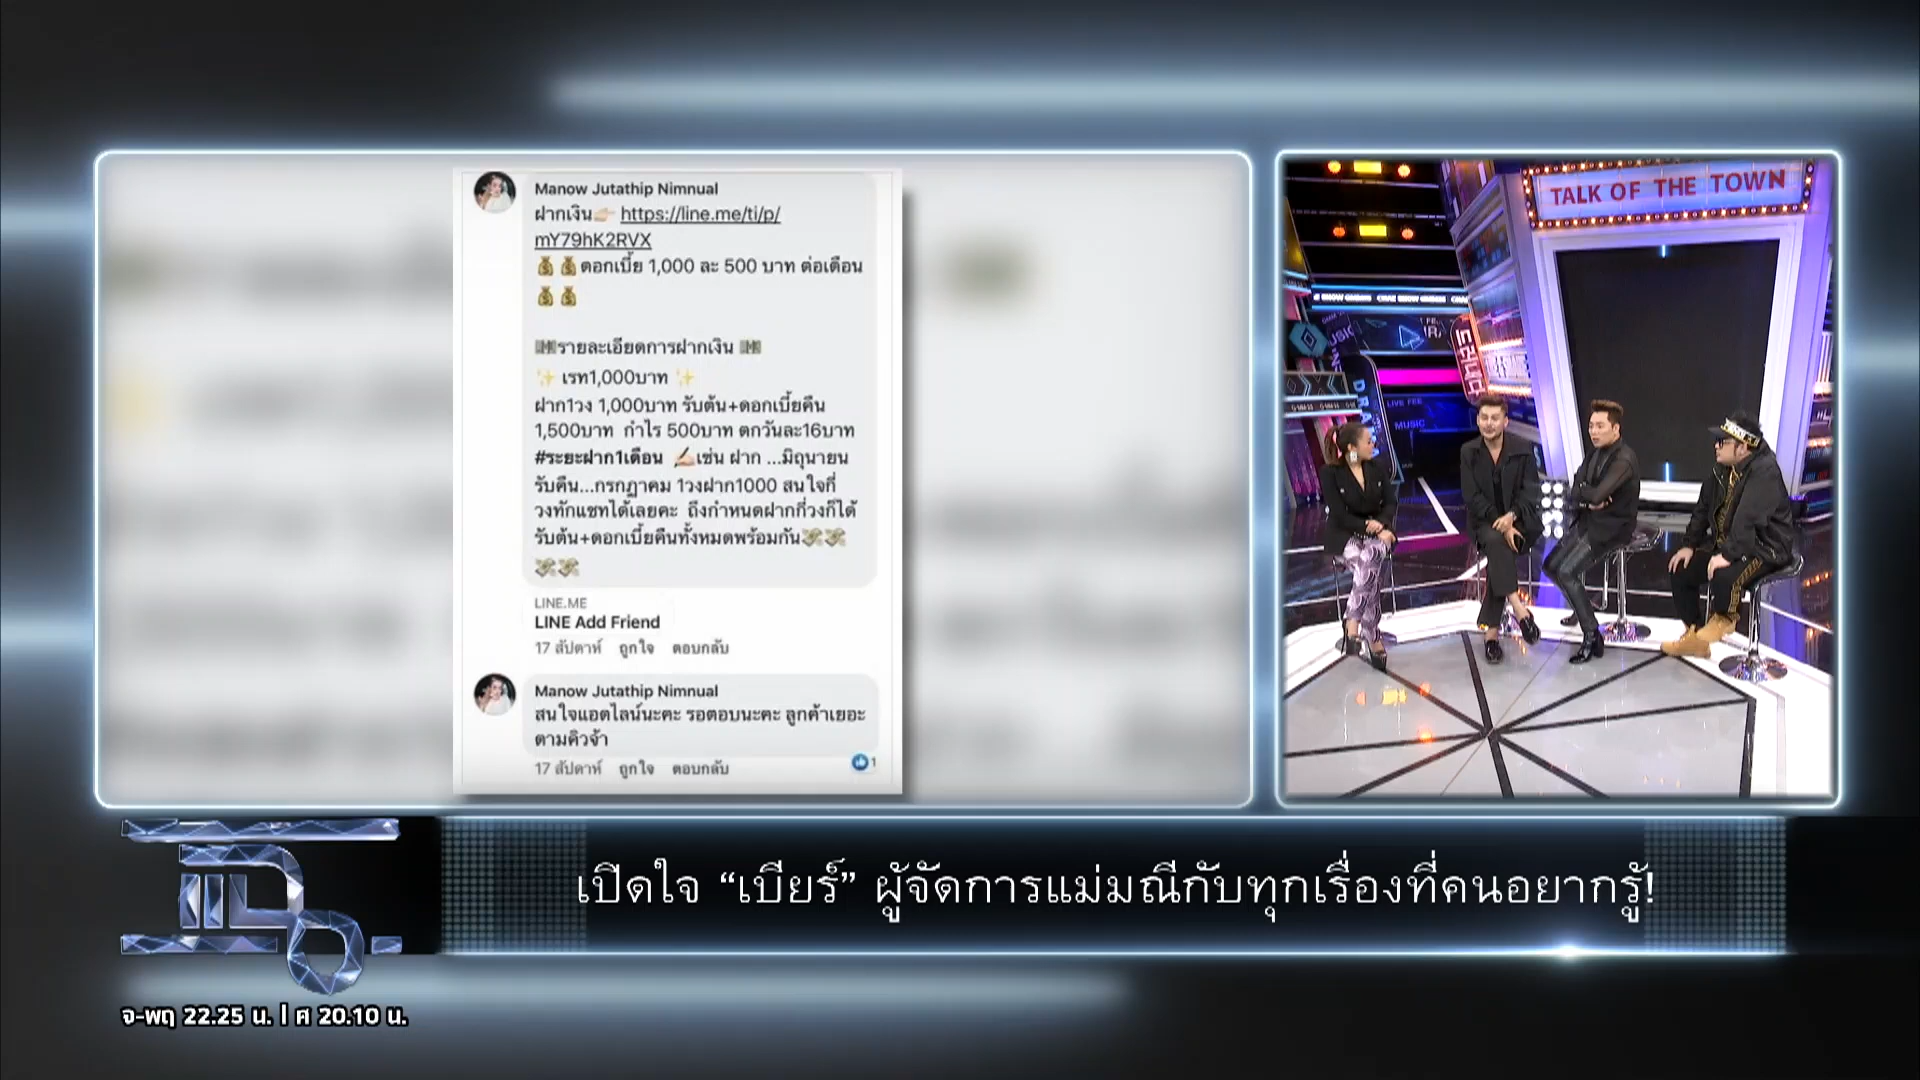 Manow Jutathip Nimnual
ฝากเงิน👉🏻 https://line.me/ti/p/
mY79hK2RVX
💰💰ดอกเบี้ย 1,000 ละ 500 บาท ต่อเดือน
💰💰
💵รายละเอียดการฝากเงิน 💵
✨ เรท1,000บาท ✨
ฝาก1วง 1,000บาท รับต้น+ดอกเบี้ยคืน
1,500บาท กำไร 500บาท ตกวันละ16บาท
#ระยะฝาก1เดือน ✍🏻เช่น ฝาก ...มิถุนายน
รับคืน...กรกฎาคม 1วงฝาก1000 สนใจกี่
วงทักแชทได้เลยคะ ถึงกำหนดฝากกี่วงก็ได้
รับต้น+ดอกเบี้ยคืนทั้งหมดพร้อมกัน💸💸
💸💸
LINE.ME
LINE Add Friend
17 สัปดาห์ ถูกใจ ตอบกลับ
Manow Jutathip Nimnual
สนใจแอดไลน์นะคะ รอตอบนะคะ ลูกค้าเยอะ
ตามคิวจ้า
17 สัปดาห์ ถูกใจ ตอบกลับ
1
TALK OF THE TOWN
LIVE FEE
MUSIC
แฉ
เปิดใจ “เบียร์” ผู้จัดการแม่มณีกับทุกเรื่องที่คนอยากรู้!
จ-พฤ 22.25 น. | ศ 20.10 น.